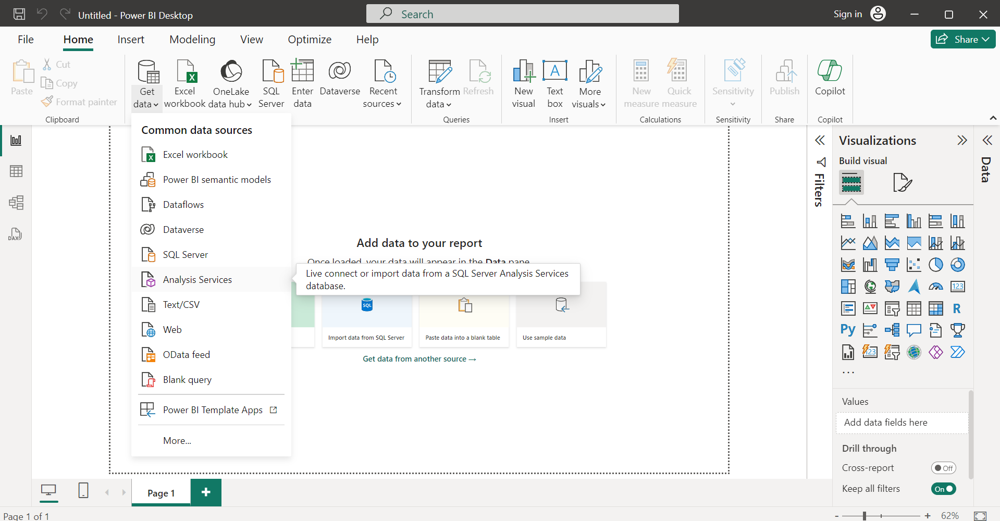 Untitled - Power BI Desktop
Search
Sign in
File
Home
Insert
Modeling
View
Optimize
Help
Share
Paste
Cut
Copy
Format painter
Clipboard
Get
data
Excel
workbook
OneLake
data hub
SQL
Server
Enter
data
Dataverse
Recent
sources
Transform
data
Refresh
Queries
New
visual
Text
box
More
visuals
Insert
New
measure
Quick
measure
Calculations
Sensitivity
Sensitivity
Publish
Share
Copilot
Copilot
Common data sources
Excel workbook
Power BI semantic models
Dataflows
Dataverse
SQL Server
Analysis Services
Text/CSV
Web
OData feed
Blank query
Power BI Template Apps
More...
Add data to your report
Once loaded, your data will appear in the Data pane
Live connect or import data from a SQL Server Analysis Services
database.
SQL
Import data from SQL Server
Paste data into a blank table
Use sample data
Get data from another source →
Filters
Visualizations
Build visual
123
R
Py
123
...
Values
Add data fields here
Drill through
Cross-report
Off
Keep all filters
On
Data
DAX
Page 1
+
Page 1 of 1
- + 62%